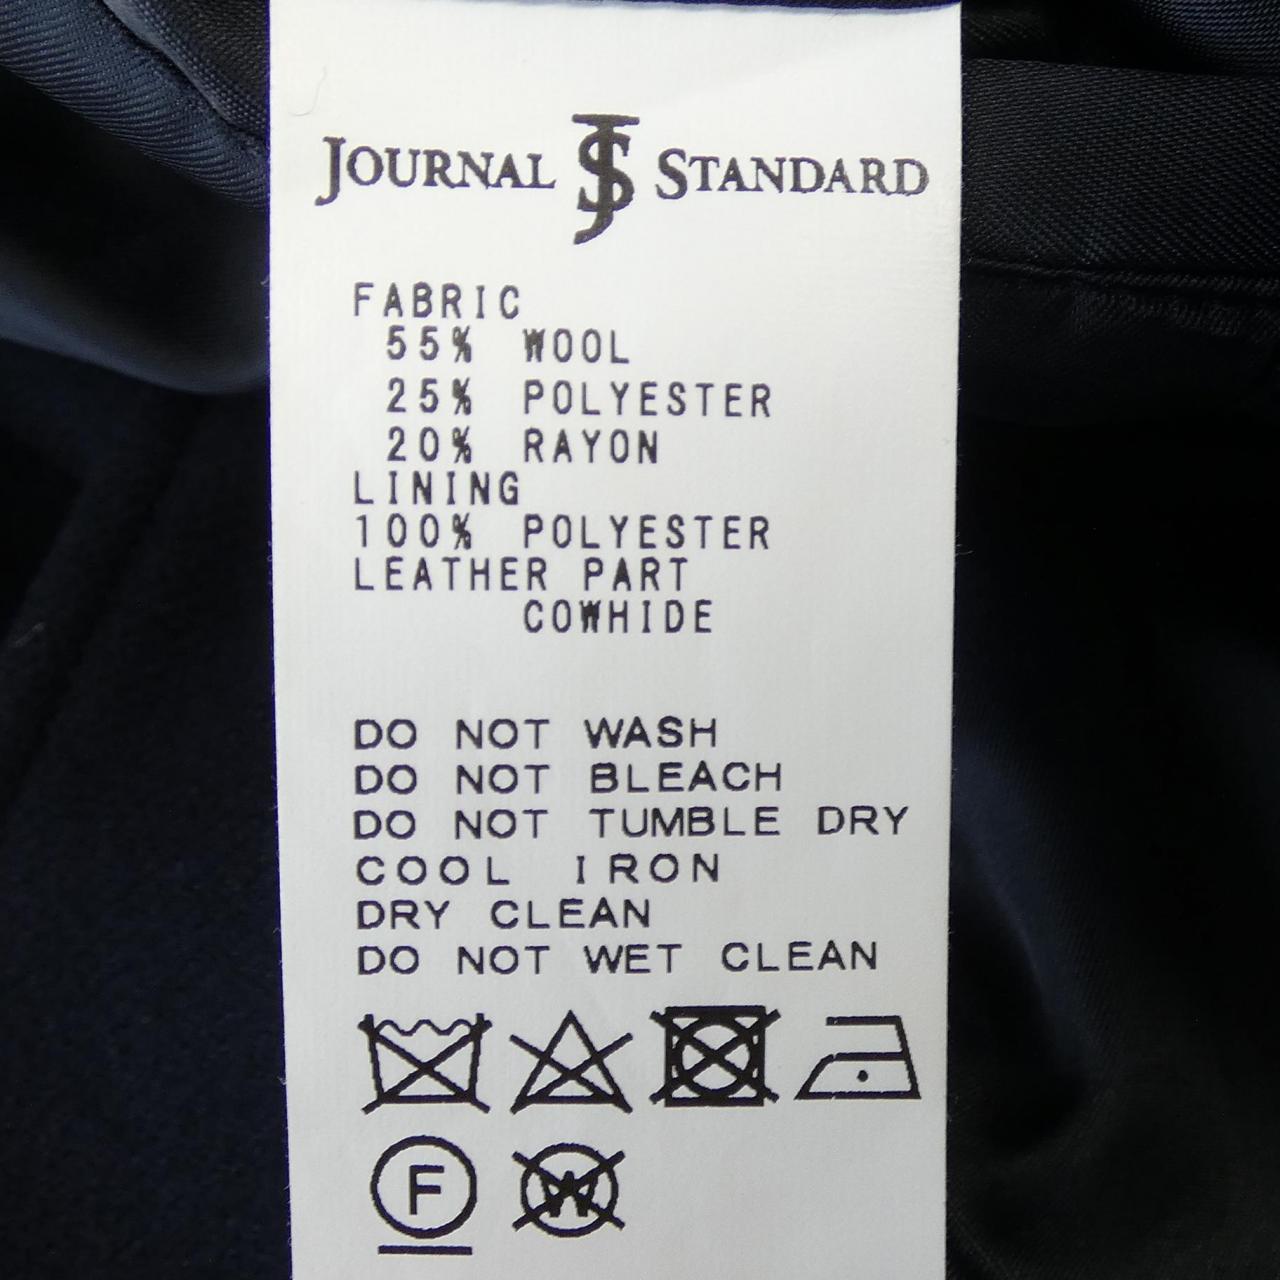 JOURNAL JS STANDARD
FABRIC
55% WOOL
25% POLYESTER
20% RAYON
LINING
100% POLYESTER
LEATHER PART
COWHIDE
DO NOT WASH
DO NOT BLEACH
DO NOT TUMBLE DRY
COOL IRON
DRY CLEAN
DO NOT WET CLEAN
F W